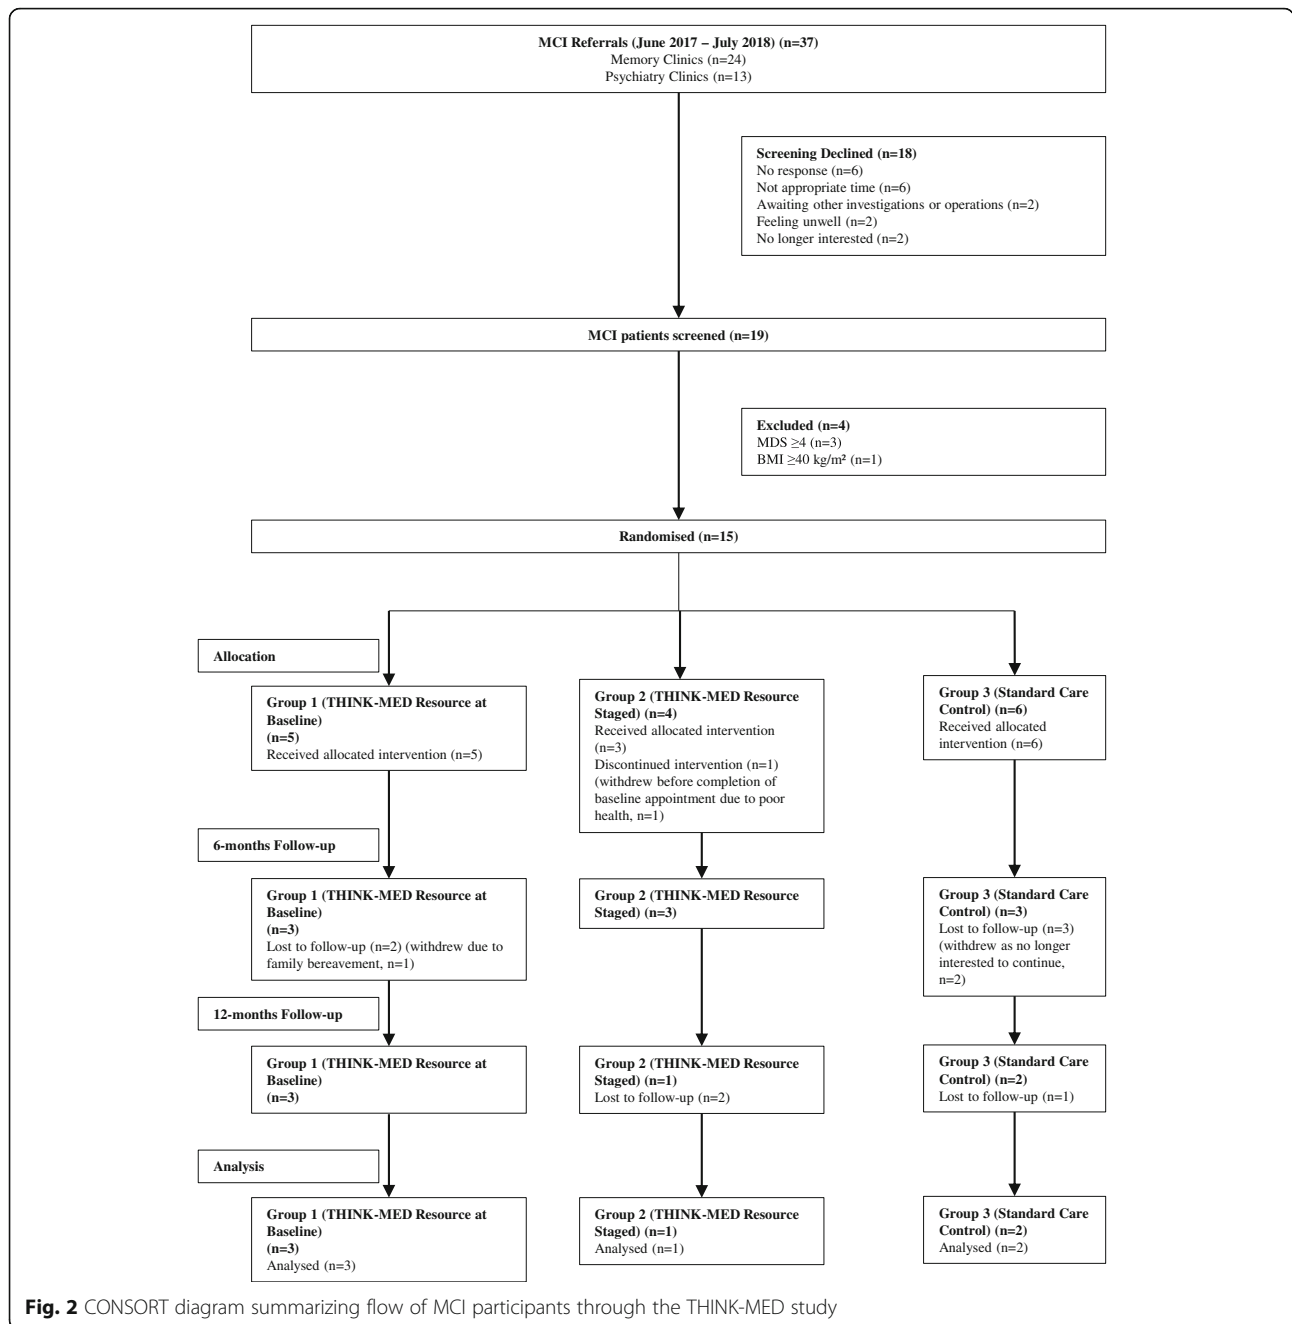 MCI Referrals (June 2017 – July 2018) (n=37)
Memory Clinics (n=24)
Psychiatry Clinics (n=13)
Screening Declined (n=18)
No response (n=6)
Not appropriate time (n=6)
Awaiting other investigations or operations (n=2)
Feeling unwell (n=2)
No longer interested (n=2)
MCI patients screened (n=19)
Excluded (n=4)
MDS ≥4 (n=3)
BMI ≥40 kg/m² (n=1)
Randomised (n=15)
Allocation
Group 1 (THINK-MED Resource at
Baseline)
(n=5)
Received allocated intervention (n=5)
Group 2 (THINK-MED Resource
Staged) (n=4)
Received allocated intervention
(n=3)
Discontinued intervention (n=1)
(withdrew before completion of
baseline appointment due to poor
health, n=1)
Group 3 (Standard Care
Control) (n=6)
Received allocated
intervention (n=6)
6-months Follow-up
Group 1 (THINK-MED Resource at
Baseline)
(n=3)
Lost to follow-up (n=2) (withdrew due to
family bereavement, n=1)
Group 2 (THINK-MED Resource
Staged) (n=3)
Group 3 (Standard Care
Control) (n=3)
Lost to follow-up (n=3)
(withdrew as no longer
interested to continue,
n=2)
12-months Follow-up
Group 1 (THINK-MED Resource at
Baseline)
(n=3)
Group 2 (THINK-MED Resource
Staged) (n=1)
Lost to follow-up (n=2)
Group 3 (Standard Care
Control) (n=2)
Lost to follow-up (n=1)
Analysis
Group 1 (THINK-MED Resource at
Baseline)
(n=3)
Analysed (n=3)
Group 2 (THINK-MED Resource
Staged) (n=1)
Analysed (n=1)
Group 3 (Standard Care
Control) (n=2)
Analysed (n=2)
Fig. 2 CONSORT diagram summarizing flow of MCI participants through the THINK-MED study